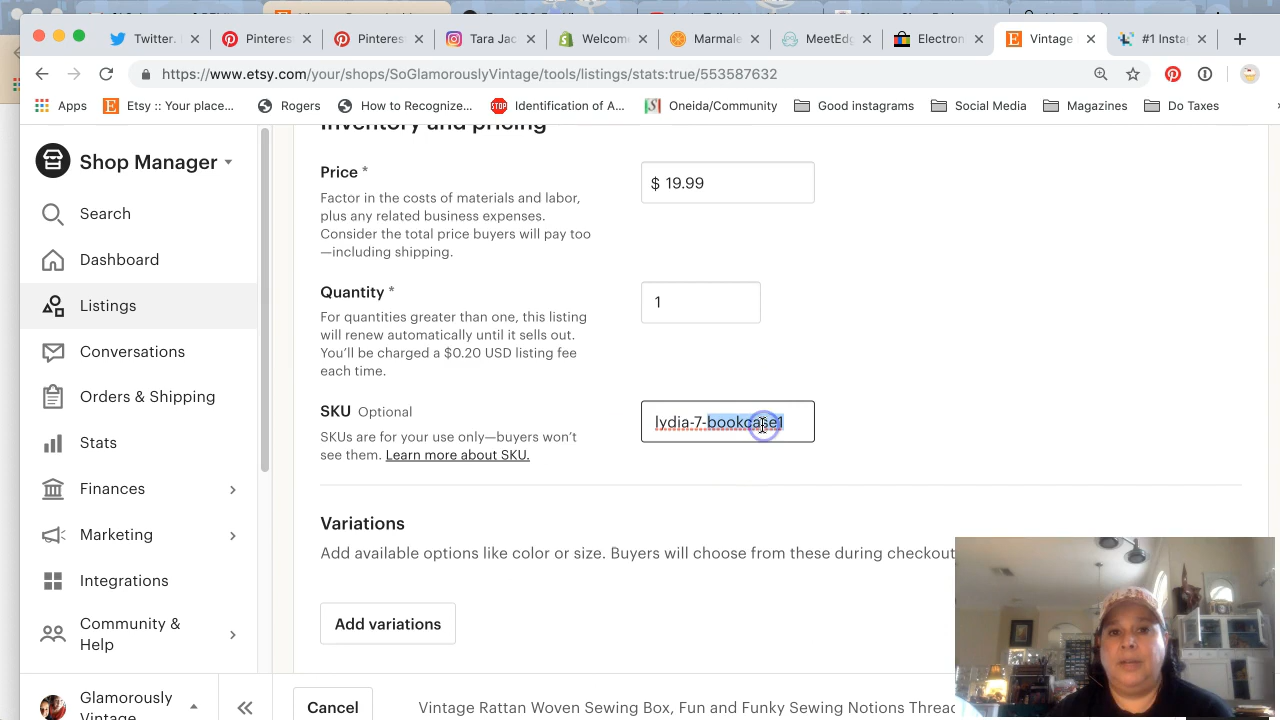 Twitter.
Pinteres
Pinteres
Tara Jac
Welcom
Marmale
MeetEdg
Electron
Vintage
#1 Insta
https://www.etsy.com/your/shops/SoGlamorouslyVintage/tools/listings/stats:true/553587632
Apps
Etsy :: Your place...
Rogers
How to Recognize...
STOP
Identification of A...
Oneida/Community
Good instagrams
Social Media
Magazines
Do Taxes
Shop Manager
Search
Dashboard
Listings
Conversations
Orders & Shipping
Stats
Finances
Marketing
Integrations
Community &
Help
Glamorously
Vintage
Inventory and pricing
Price *
Factor in the costs of materials and labor,
plus any related business expenses.
Consider the total price buyers will pay too
—including shipping.
$ 19.99
Quantity *
For quantities greater than one, this listing
will renew automatically until it sells out.
You'll be charged a $0.20 USD listing fee
each time.
1
SKU Optional
SKUs are for your use only—buyers won't
see them. Learn more about SKU.
lydia-7-bookcase1
Variations
Add available options like color or size. Buyers will choose from these during checkout
Add variations
Cancel
Vintage Rattan Woven Sewing Box, Fun and Funky Sewing Notions Threac